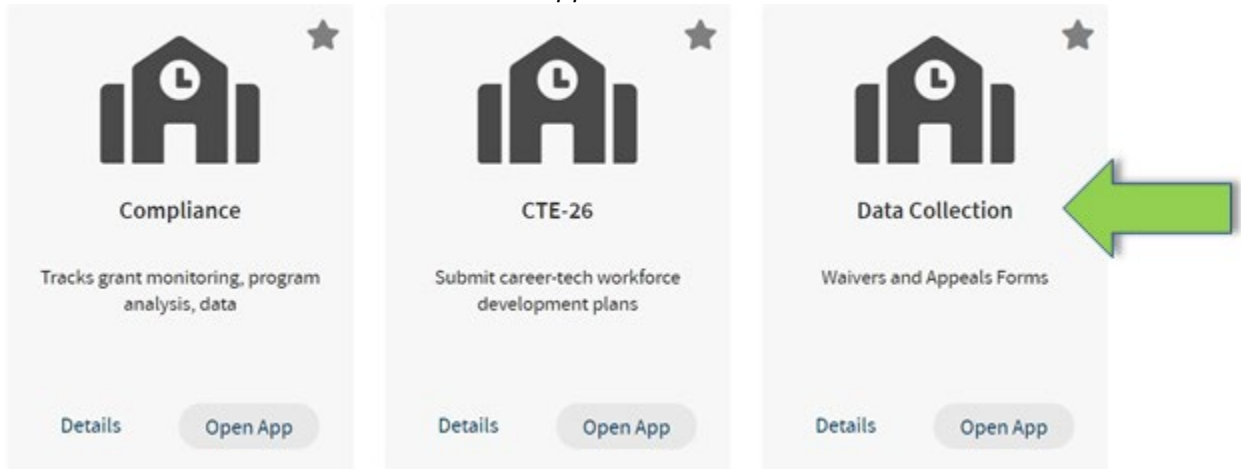 Compliance
Tracks grant monitoring, program
analysis, data
Details
Open App
CTE-26
Submit career-tech workforce
development plans
Details
Open App
Data Collection
Waivers and Appeals Forms
Details
Open App